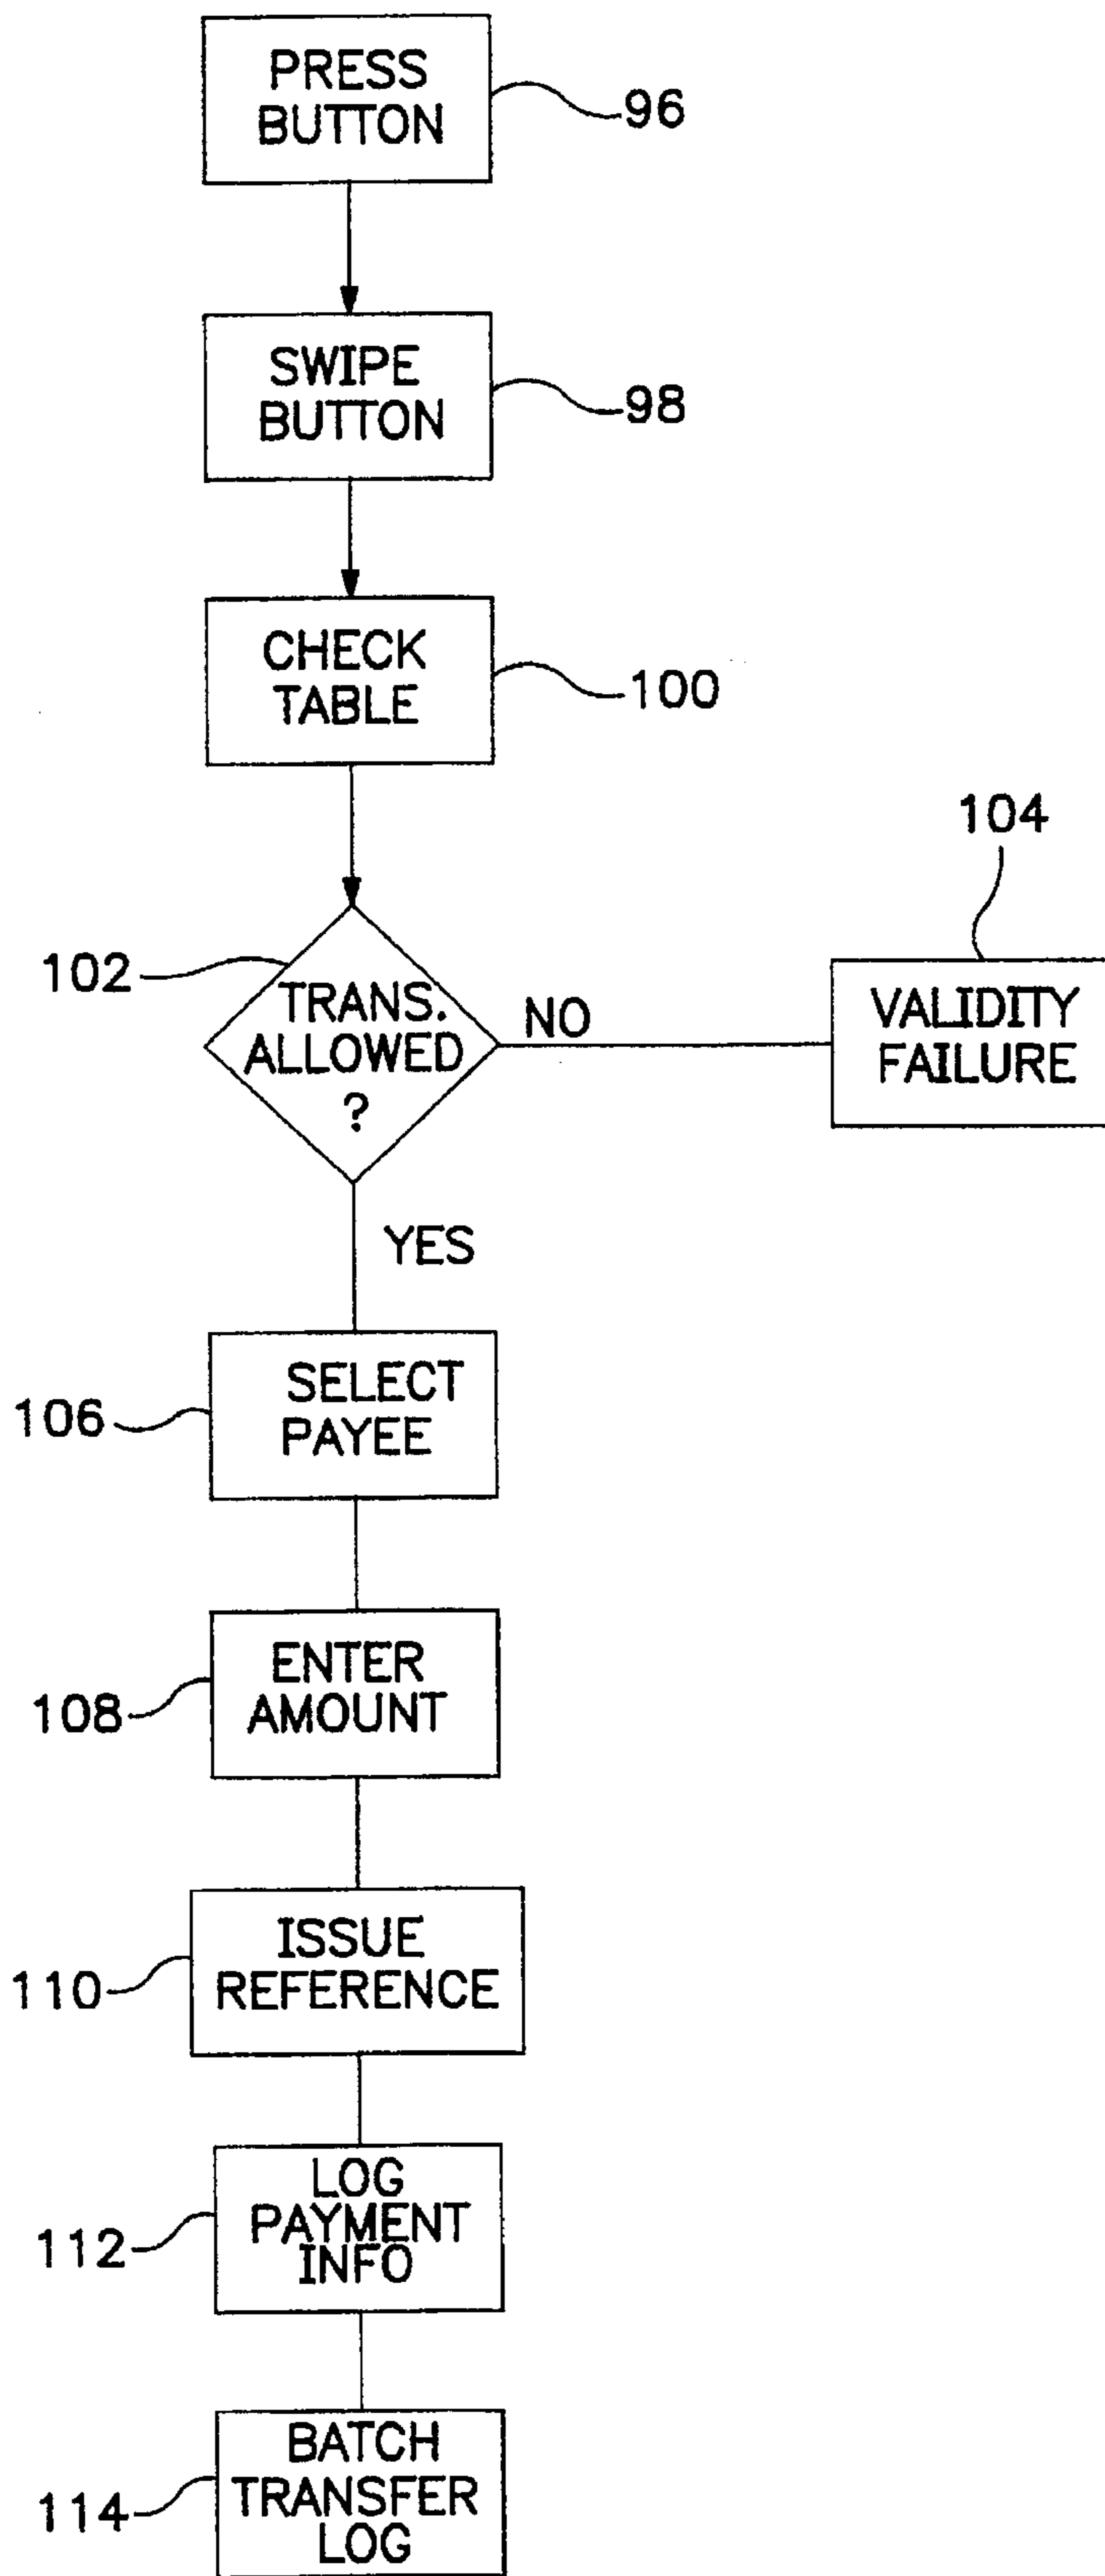 PRESS
BUTTON
96
SWIPE
BUTTON
98
CHECK
TABLE
100
104
102
TRANS.
ALLOWED
?
NO
VALIDITY
FAILURE
YES
106
SELECT
PAYEE
108
ENTER
AMOUNT
110
ISSUE
REFERENCE
112
LOG
PAYMENT
INFO
114
BATCH
TRANSFER
LOG